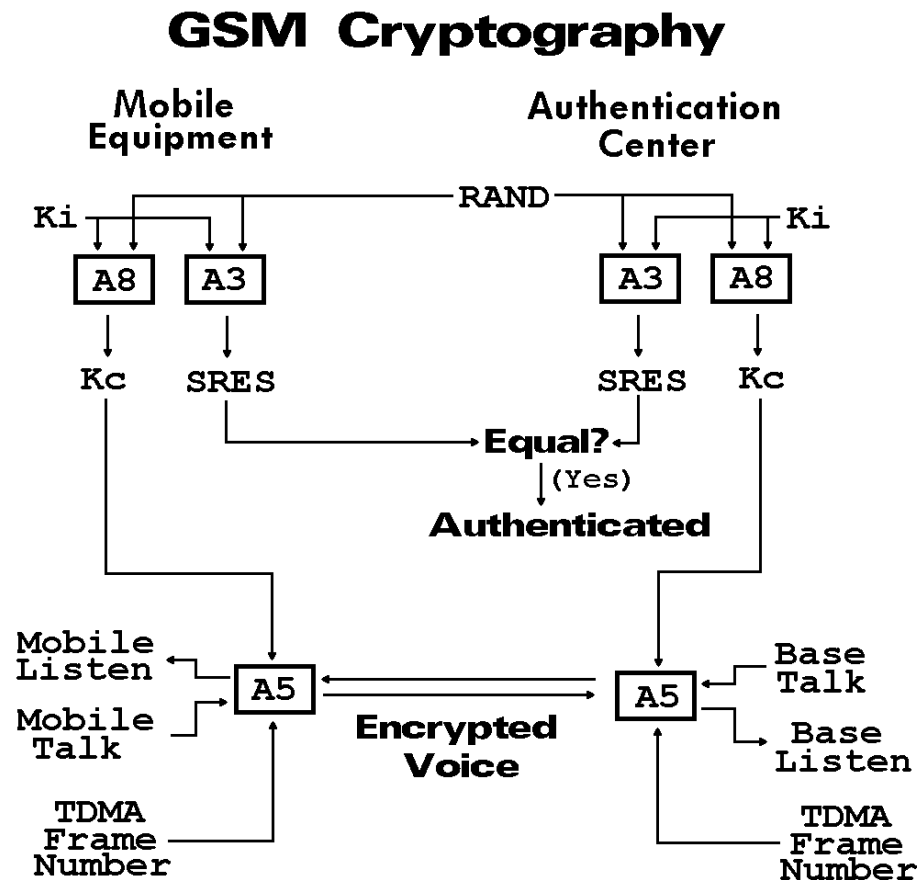 GSM Cryptography
Mobile
Equipment
Authentication
Center
RAND
Ki
Ki
A8
A3
A3
A8
Kc
SRES
SRES
Kc
Equal?
(Yes)
Authenticated
Mobile
Listen
A5
Mobile
Talk
Encrypted
Voice
A5
Base
Talk
Base
Listen
TDMA
Frame
Number
TDMA
Frame
Number